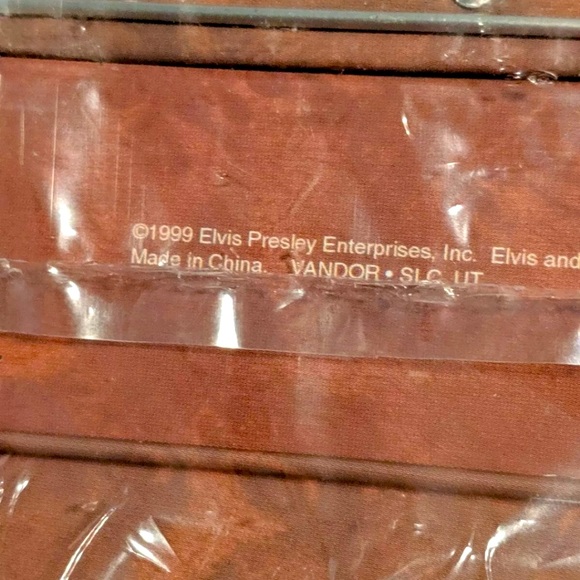 ©1999 Elvis Presley Enterprises, Inc. Elvis and
Made in China. VANDOR • SLC, UT